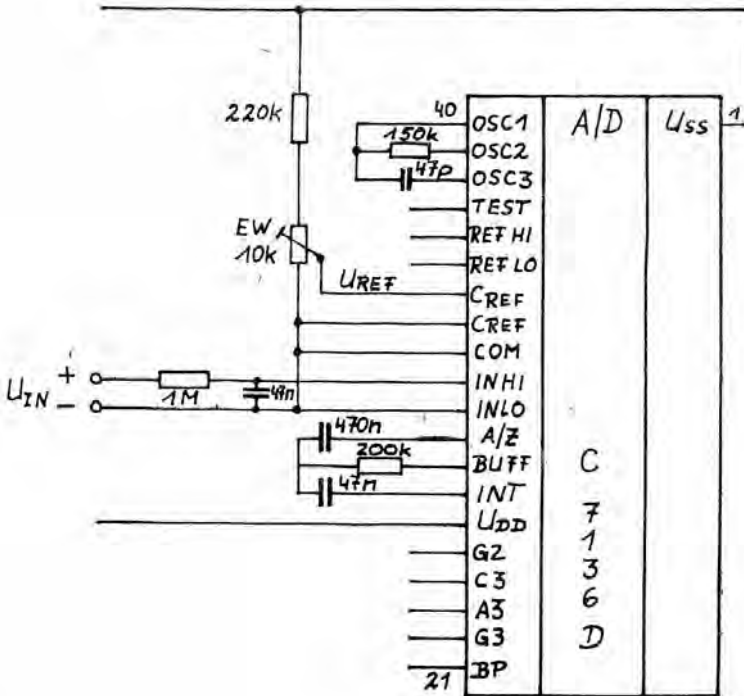 220k
EW
10k
UREF
UIN
+
−
1M
470n
200k
47n
150k
47p
40
OSC1
OSC2
OSC3
TEST
REF HI
REF LO
CREF
CREF
COM
INHI
INLO
A/Z
BUFF
INT
UDD
G2
C3
A3
G3
BP
21
A/D
C
7
1
3
6
D
USS
1